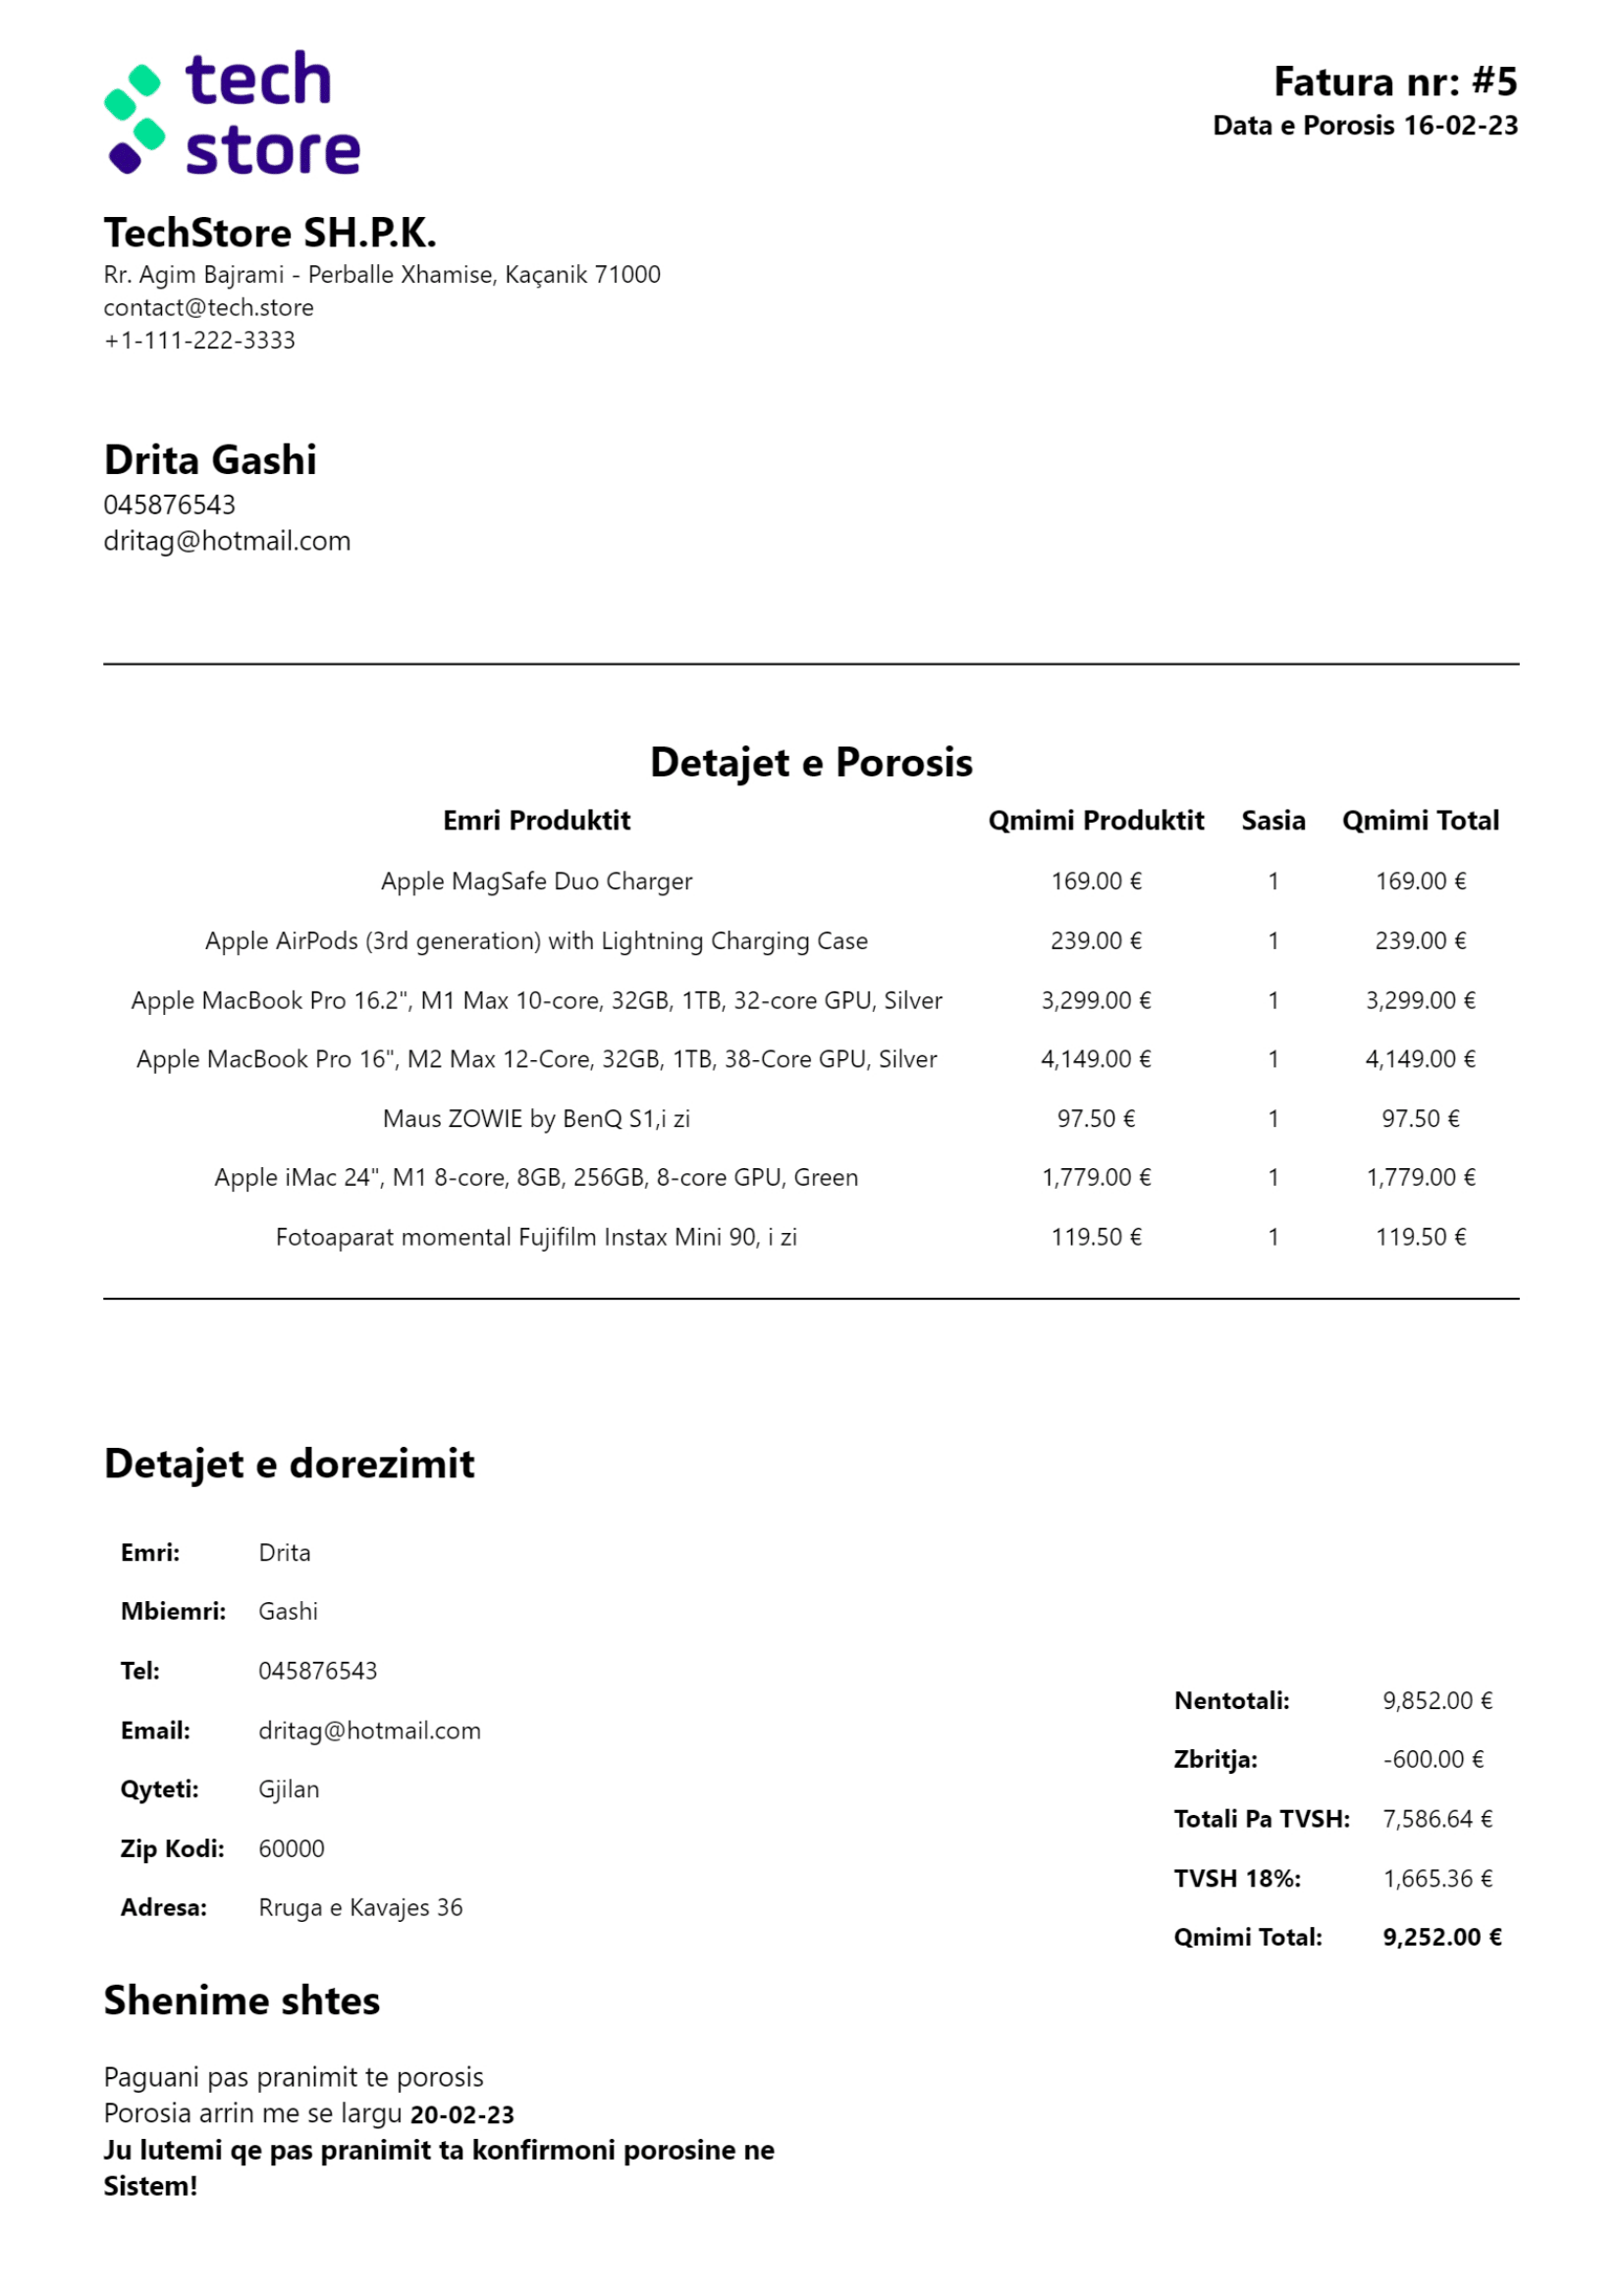 tech
store
Fatura nr: #5
Data e Porosis 16-02-23
TechStore SH.P.K.
Rr. Agim Bajrami - Perballe Xhamise, Kaçanik 71000
contact@tech.store
+1-111-222-3333
Drita Gashi
045876543
dritag@hotmail.com
Detajet e Porosis
Emri Produktit Qmimi Produktit Sasia Qmimi Total
Apple MagSafe Duo Charger 169.00 € 1 169.00 €
Apple AirPods (3rd generation) with Lightning Charging Case 239.00 € 1 239.00 €
Apple MacBook Pro 16.2", M1 Max 10-core, 32GB, 1TB, 32-core GPU, Silver 3,299.00 € 1 3,299.00 €
Apple MacBook Pro 16", M2 Max 12-Core, 32GB, 1TB, 38-Core GPU, Silver 4,149.00 € 1 4,149.00 €
Maus ZOWIE by BenQ S1,i zi 97.50 € 1 97.50 €
Apple iMac 24", M1 8-core, 8GB, 256GB, 8-core GPU, Green 1,779.00 € 1 1,779.00 €
Fotoaparat momental Fujifilm Instax Mini 90, i zi 119.50 € 1 119.50 €
Detajet e dorezimit
Emri: Drita
Mbiemri: Gashi
Tel: 045876543
Email: dritag@hotmail.com
Qyteti: Gjilan
Zip Kodi: 60000
Adresa: Rruga e Kavajes 36
Nentotali: 9,852.00 €
Zbritja: -600.00 €
Totali Pa TVSH: 7,586.64 €
TVSH 18%: 1,665.36 €
Qmimi Total: 9,252.00 €
Shenime shtes
Paguani pas pranimit te porosis
Porosia arrin me se largu 20-02-23
Ju lutemi qe pas pranimit ta konfirmoni porosine ne
Sistem!